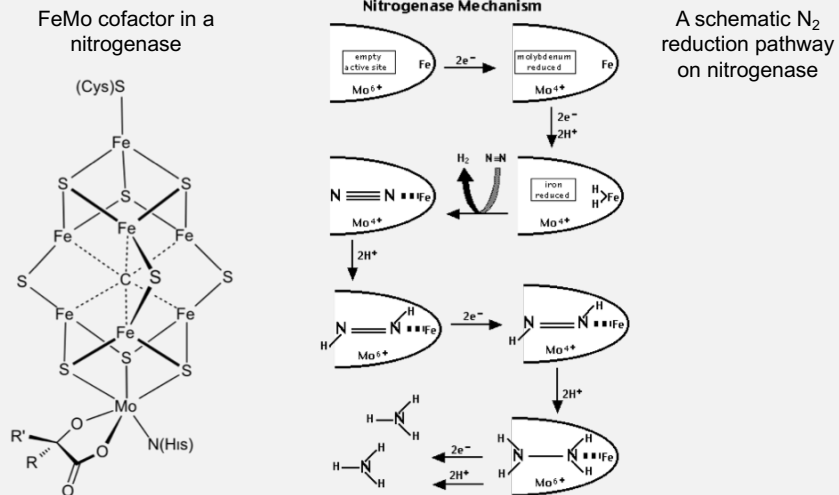 FeMo cofactor in a
nitrogenase
(Cys)S
Fe
S
S
S
Fe
Fe
Fe
S
C
S
S
Fe
Fe
Fe
S
S
S
Mo
O
O
N(His)
R'
R
O
Nitrogenase Mechanism
empty
active site
Fe
Mo⁶⁺
2e⁻
molybdenum
reduced
Fe
Mo⁴⁺
2e⁻
2H⁺
iron
reduced
H
H
Fe
Mo⁴⁺
H₂
N≡N
N≡N
Fe
Mo⁴⁺
2H⁺
H
N=N
H
Fe
Mo⁶⁺
2e⁻
H
N=N
H
Fe
Mo⁴⁺
2H⁺
H H
N—N
H H
Fe
Mo⁶⁺
2e⁻
2H⁺
H
H—N
H
H
H—N
H
A schematic N₂
reduction pathway
on nitrogenase